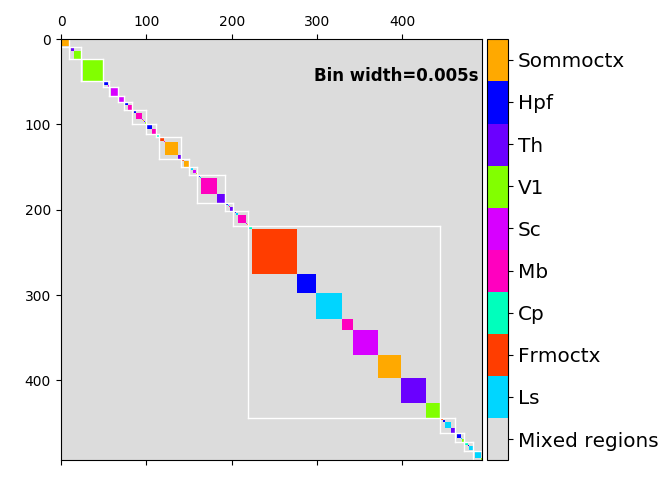 0 100 200 300 400
0
100
200
300
400
Bin width=0.005s
Sommoctx
Hpf
Th
V1
Sc
Mb
Cp
Frmoctx
Ls
Mixed regions